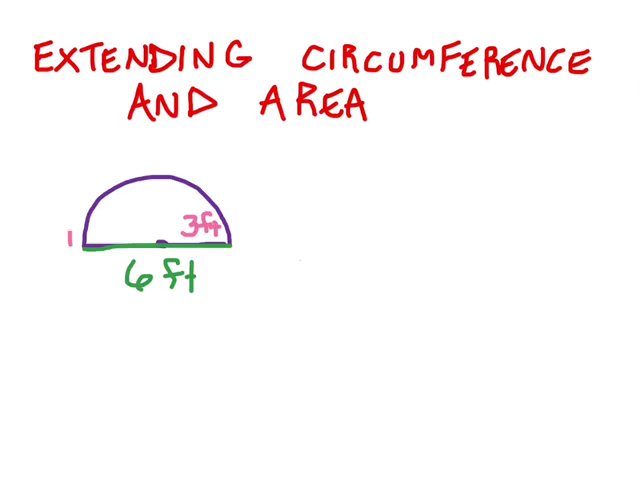 EXTENDING CIRCUMFERENCE
AND AREA
3ft
6 ft